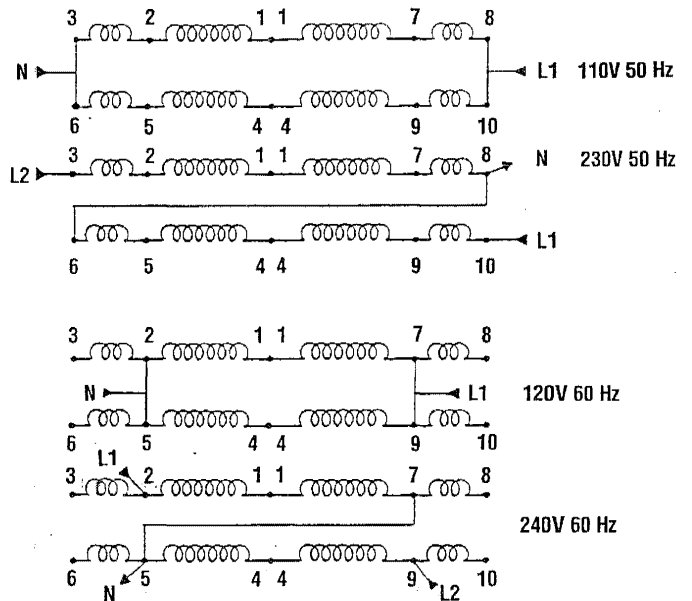 3 2 1 1 7 8
N L1 110V 50 Hz
6 5 4 4 9 10
3 2 1 1 7 8
L2 N 230V 50 Hz
L1
6 5 4 4 9 10
3 2 1 1 7 8
N L1 120V 60 Hz
6 5 4 4 9 10
L1
3 2 1 1 7 8
240V 60 Hz
6 N 5 4 4 9 L2 10